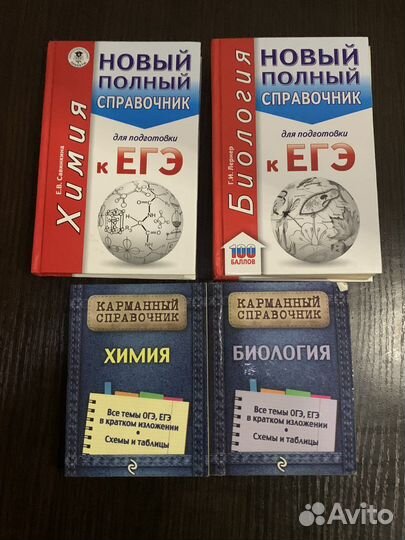 Химия
Е.В. Савинкина
НОВЫЙ
ПОЛНЫЙ
СПРАВОЧНИК
для подготовки
к ЕГЭ
Биология
Г.И. Лернер
НОВЫЙ
ПОЛНЫЙ
СПРАВОЧНИК
для подготовки
к ЕГЭ
100
БАЛЛОВ
КАРМАННЫЙ
СПРАВОЧНИК
ХИМИЯ
Все темы ОГЭ, ЕГЭ
в кратком изложении
•
Схемы и таблицы
КАРМАННЫЙ
СПРАВОЧНИК
БИОЛОГИЯ
Все темы ОГЭ, ЕГЭ
в кратком изложении
•
Схемы и таблицы
Avito